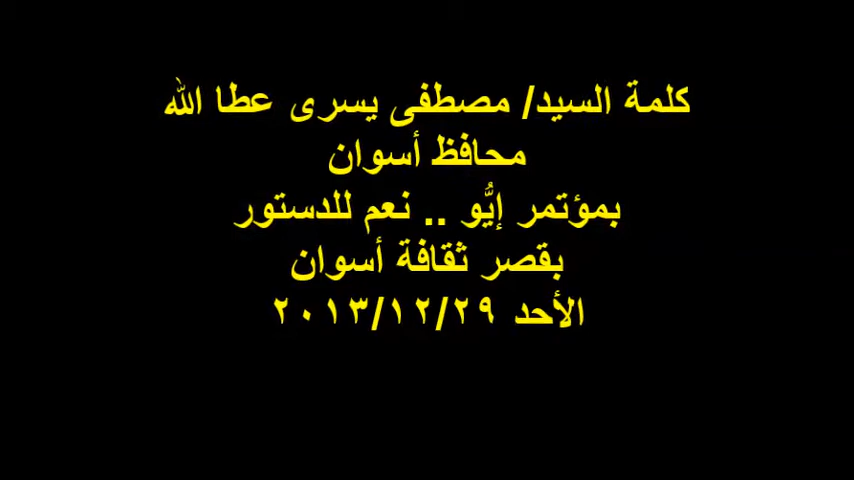 كلمة السيد/ مصطفى يسرى عطا الله
محافظ أسوان
بمؤتمر إيُّو .. نعم للدستور
بقصر ثقافة أسوان
الأحد ٢٠١٣/١٢/٢٩